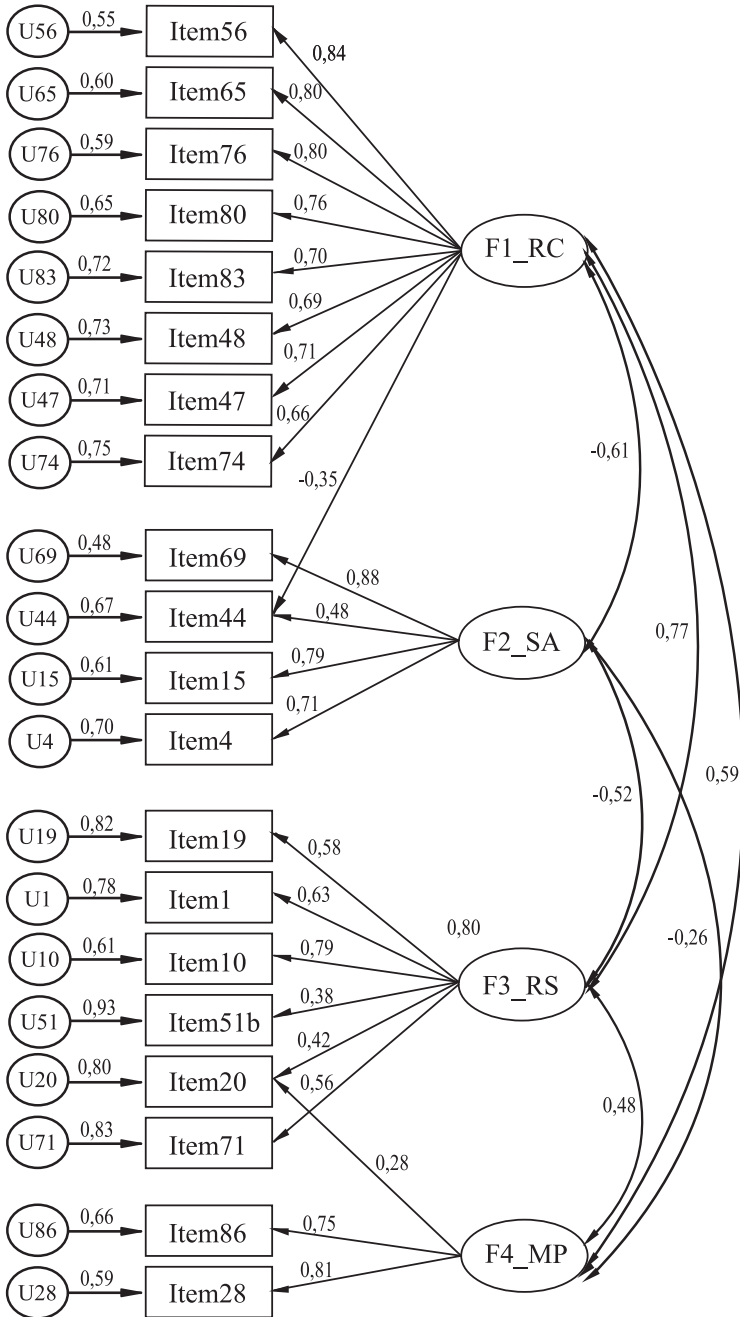 U56 0,55 Item56
0,84
U65 0,60 Item65 0,80
U76 0,59 Item76 0,80
U80 0,65 Item80 0,76
F1_RC
U83 0,72 Item83 0,70
U48 0,73 Item48 0,69
U47 0,71 Item47 0,71
0,66
U74 0,75 Item74
-0,61
-0,35
U69 0,48 Item69
0,88
U44 0,67 Item44 0,48
F2_SA
0,77
U15 0,61 Item15 0,79
0,71
U4 0,70 Item4
0,59
-0,52
U19 0,82 Item19 0,58
U1 0,78 Item1 0,63
0,80
-0,26
U10 0,61 Item10 0,79
F3_RS
U51 0,93 Item51b 0,38
0,42
U20 0,80 Item20
0,56
0,48
U71 0,83 Item71
0,28
U86 0,66 Item86 0,75
F4_MP
U28 0,59 Item28 0,81